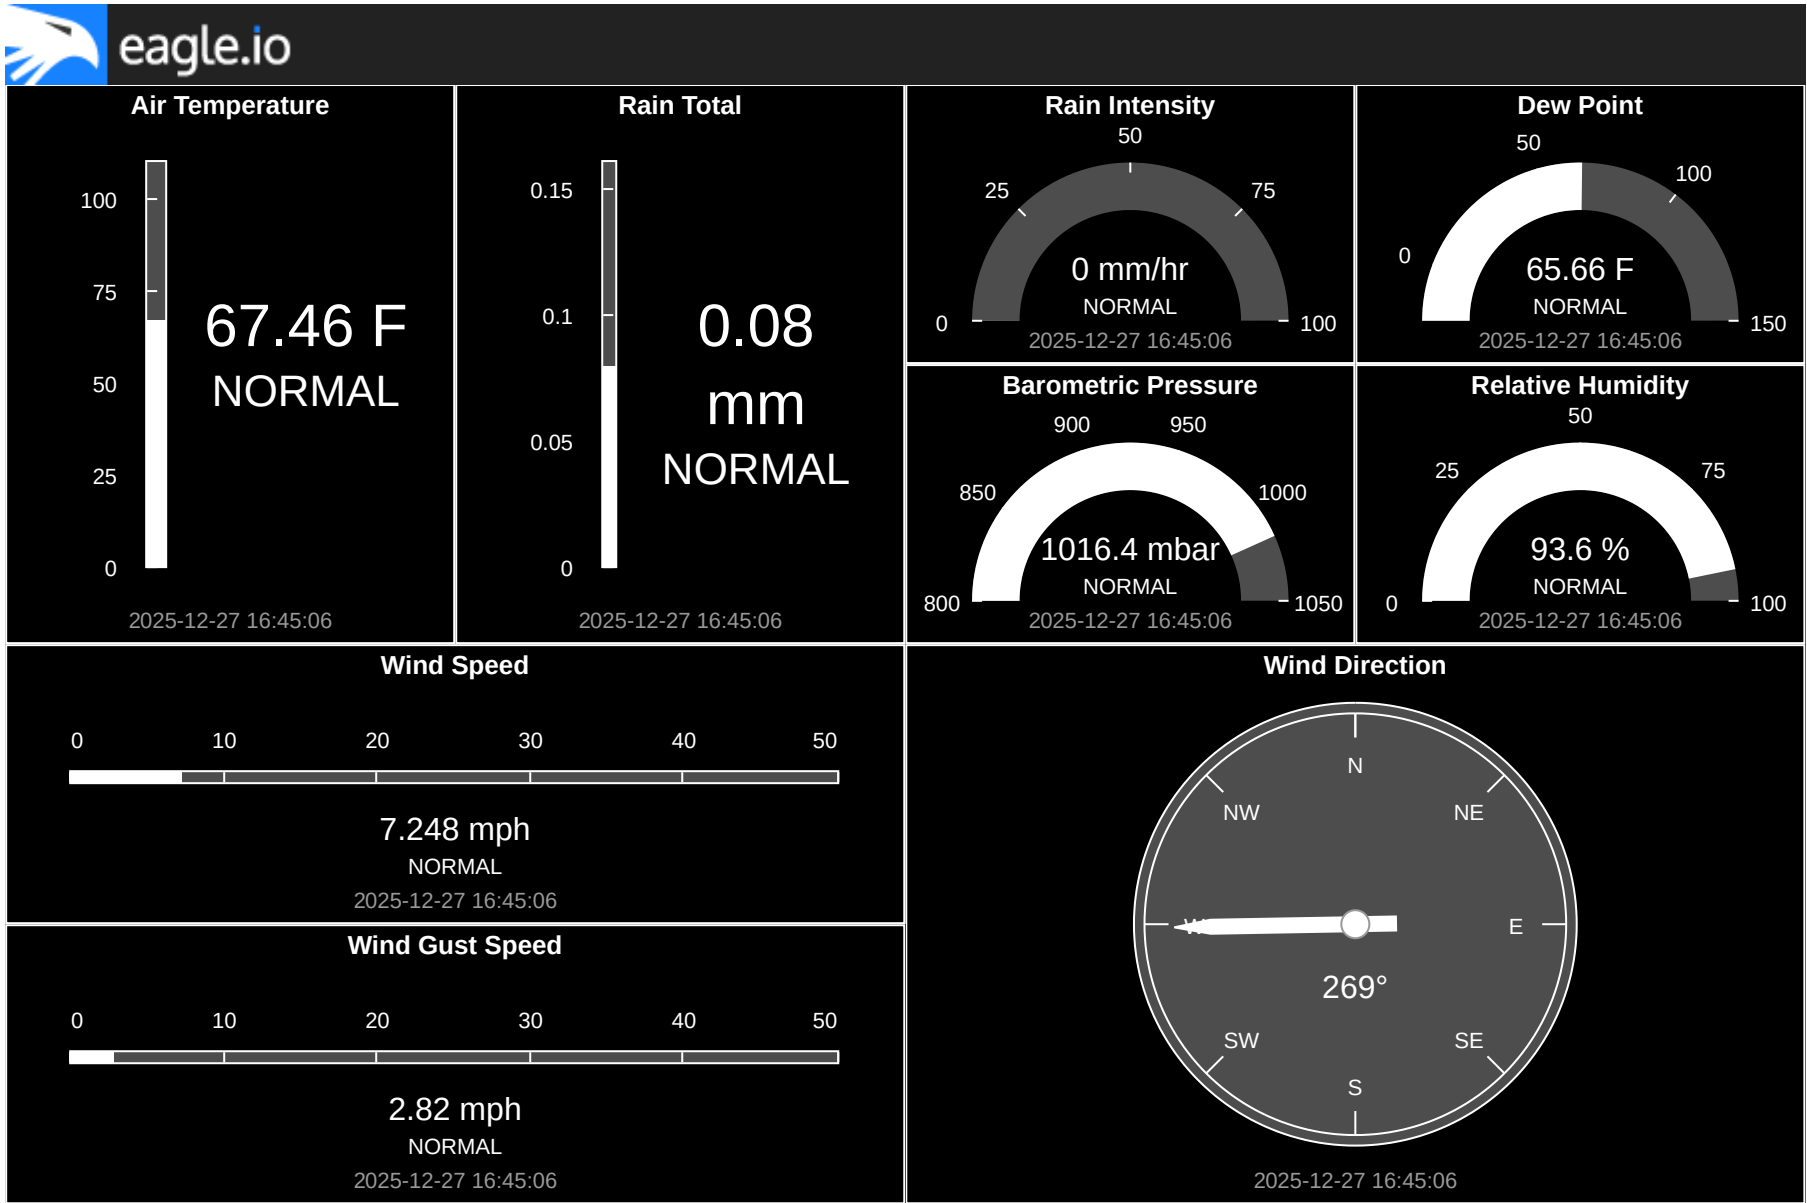 eagle.io
Air Temperature
100
75
50
25
0
67.46 F
NORMAL
2025-12-27 16:45:06
Rain Total
0.15
0.1
0.05
0
0.08
mm
NORMAL
2025-12-27 16:45:06
Rain Intensity
0
25
50
75
100
0 mm/hr
NORMAL
2025-12-27 16:45:06
Dew Point
0
50
100
150
65.66 F
NORMAL
2025-12-27 16:45:06
Barometric Pressure
800
850
900
950
1000
1050
1016.4 mbar
NORMAL
2025-12-27 16:45:06
Relative Humidity
0
25
50
75
100
93.6 %
NORMAL
2025-12-27 16:45:06
Wind Speed
0 10 20 30 40 50
7.248 mph
NORMAL
2025-12-27 16:45:06
Wind Gust Speed
0 10 20 30 40 50
2.82 mph
NORMAL
2025-12-27 16:45:06
Wind Direction
N
NW NE
W E
269°
SW SE
S
2025-12-27 16:45:06